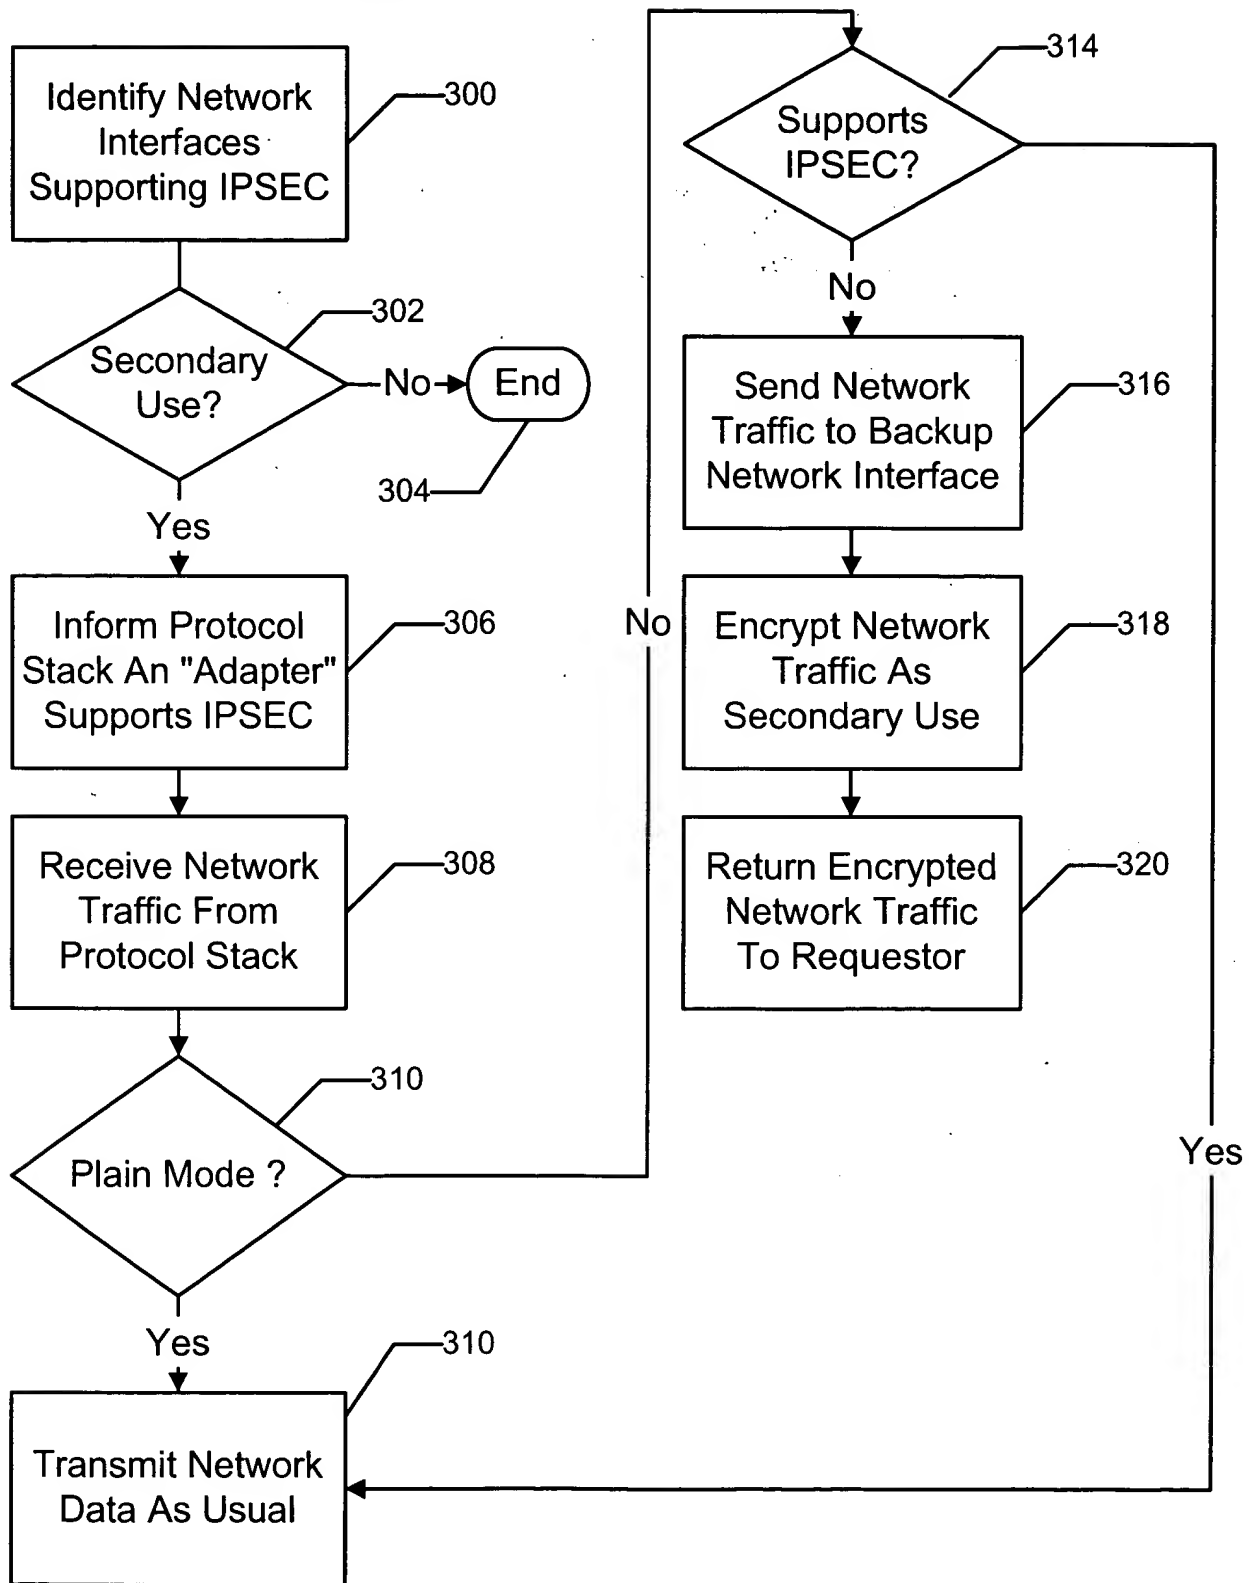 Identify Network
Interfaces
Supporting IPSEC
300
Secondary
Use?
302
No
End
304
Yes
Inform Protocol
Stack An "Adapter"
Supports IPSEC
306
Receive Network
Traffic From
Protocol Stack
308
Plain Mode ?
310
No
Yes
Transmit Network
Data As Usual
310
Supports
IPSEC?
314
No
Send Network
Traffic to Backup
Network Interface
316
Encrypt Network
Traffic As
Secondary Use
318
Return Encrypted
Network Traffic
To Requestor
320
Yes